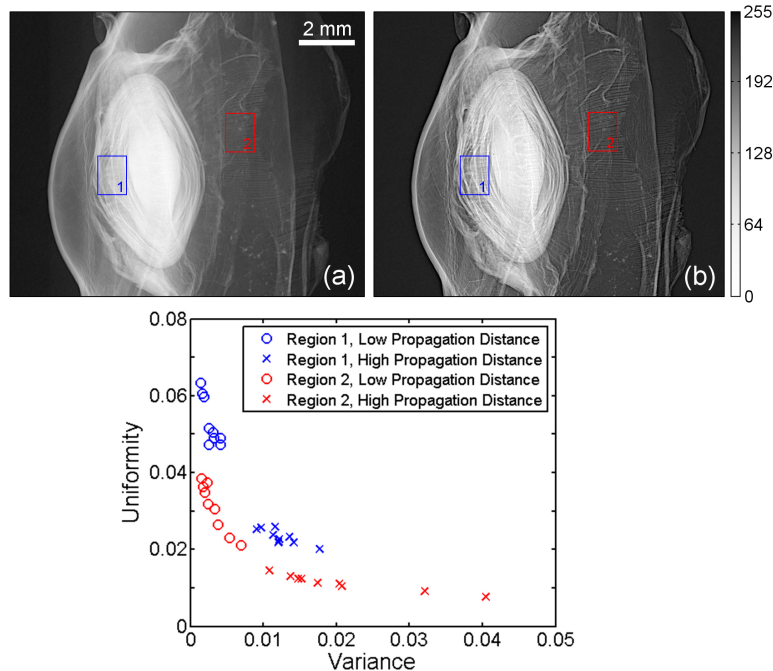 2 mm
1
2
(a)
1
2
(b)
255
192
128
64
0
0.08
0.06
0.04
0.02
0
Uniformity
Region 1, Low Propagation Distance
Region 1, High Propagation Distance
Region 2, Low Propagation Distance
Region 2, High Propagation Distance
0 0.01 0.02 0.03 0.04 0.05
Variance